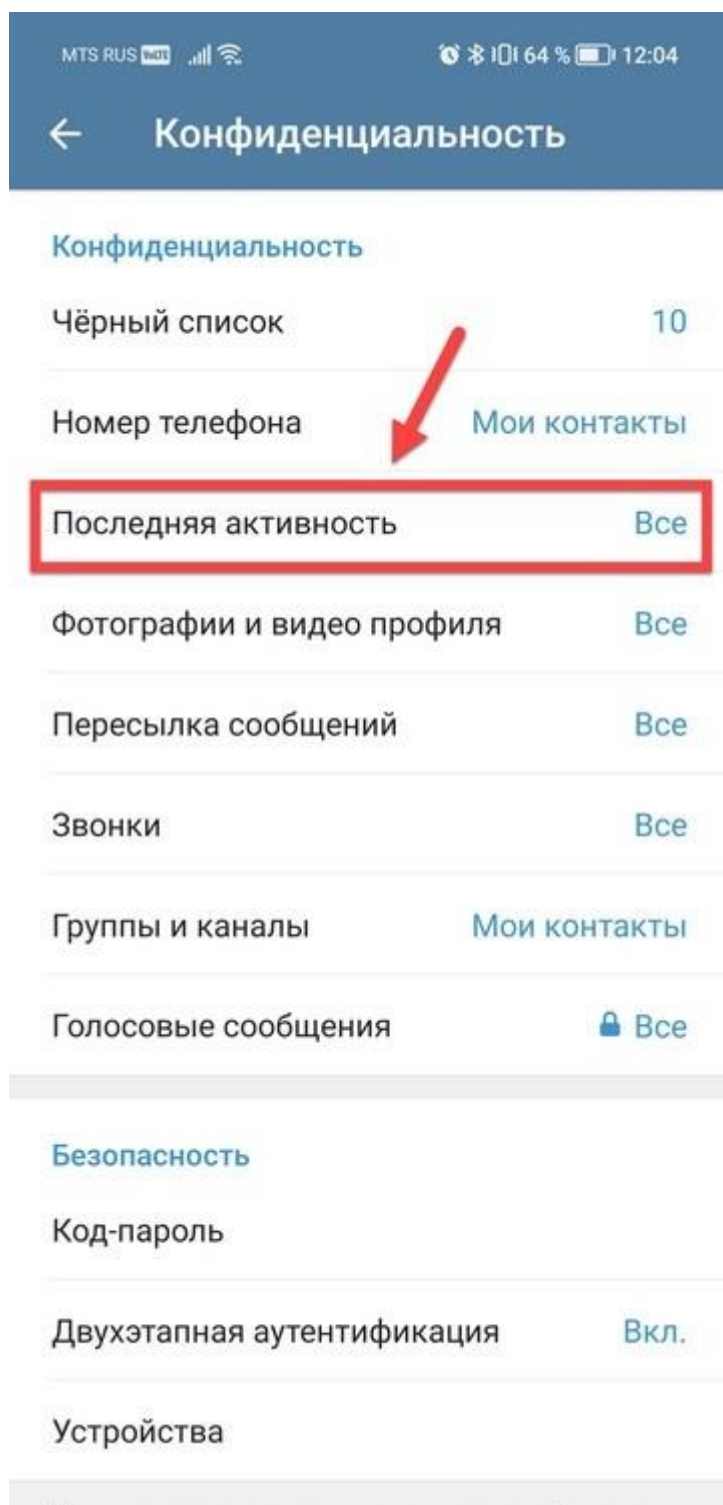 MTS RUS VoLTE 64 % 12:04
Конфиденциальность
Конфиденциальность
Чёрный список 10
Номер телефона Мои контакты
Последняя активность Все
Фотографии и видео профиля Все
Пересылка сообщений Все
Звонки Все
Группы и каналы Мои контакты
Голосовые сообщения Все
Безопасность
Код-пароль
Двухэтапная аутентификация Вкл.
Устройства